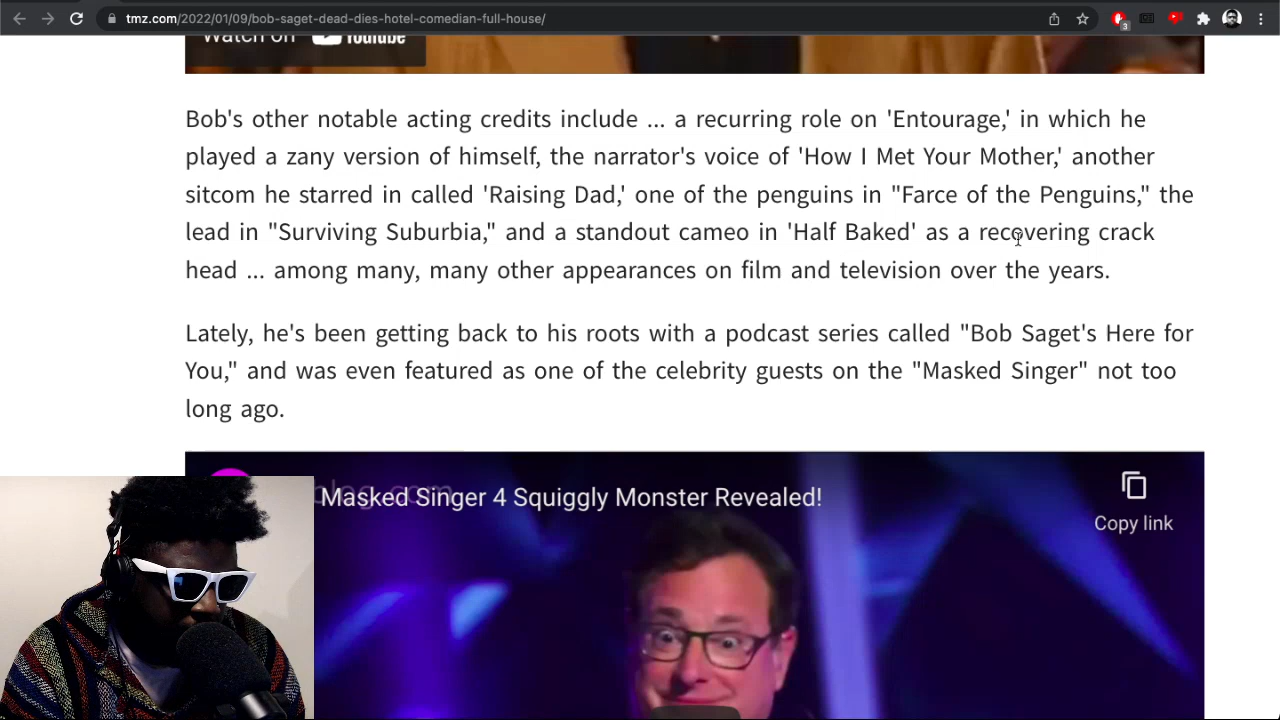 tmz.com/2022/01/09/bob-saget-dead-dies-hotel-comedian-full-house/
3
Watch on YouTube
Bob's other notable acting credits include ... a recurring role on 'Entourage,' in which he
played a zany version of himself, the narrator's voice of 'How I Met Your Mother,' another
sitcom he starred in called 'Raising Dad,' one of the penguins in "Farce of the Penguins," the
lead in "Surviving Suburbia," and a standout cameo in 'Half Baked' as a recovering crack
head ... among many, many other appearances on film and television over the years.
Lately, he's been getting back to his roots with a podcast series called "Bob Saget's Here for
You," and was even featured as one of the celebrity guests on the "Masked Singer" not too
long ago.
Masked Singer 4 Squiggly Monster Revealed!
Copy link